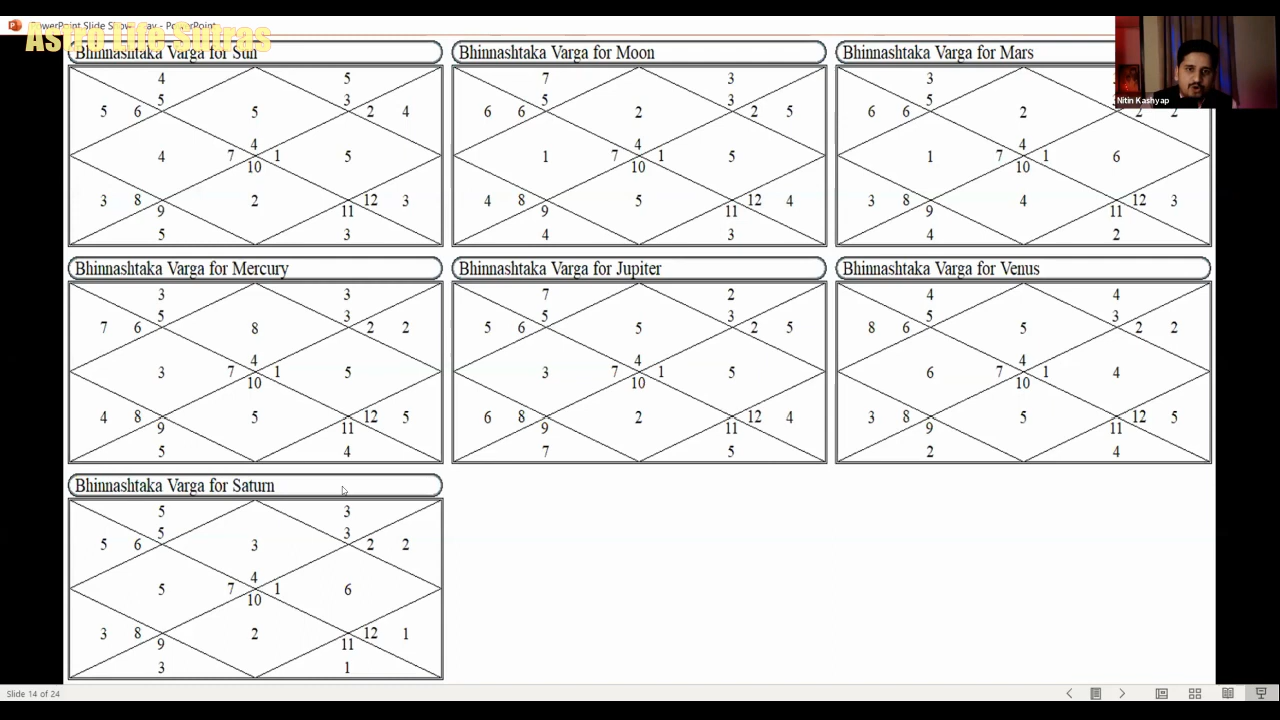 PowerPoint Slide Show
- PowerPoint
Astro Life Sutras
Bhinnashtaka Varga for Sun
4 5
5 3
5 6 5 2 4
4
4 7 1 5
10
3 8 2 12 3
9 11
5 3
Bhinnashtaka Varga for Moon
7 3
5 3
6 6 2 2 5
4
1 7 1 5
10
4 8 5 12 4
9 11
4 3
Bhinnashtaka Varga for Mars
3
5
6 6 2 2 2
4
1 7 1 6
10
3 8 4 12 3
9 11
4 2
Nitin Kashyap
Bhinnashtaka Varga for Mercury
3 3
5 3
7 6 8 2 2
4
3 7 1 5
10
4 8 5 12 5
9 11
5 4
Bhinnashtaka Varga for Jupiter
7 2
5 3
5 6 5 2 5
4
3 7 1 5
10
6 8 2 12 4
9 11
7 5
Bhinnashtaka Varga for Venus
4 4
5 3
8 6 5 2 2
4
6 7 1 4
10
3 8 5 12 5
9 11
2 4
Bhinnashtaka Varga for Saturn
5 3
5 3
5 6 3 2 2
4
5 7 1 6
10
3 8 2 12 1
9 11
3 1
Slide 14 of 24